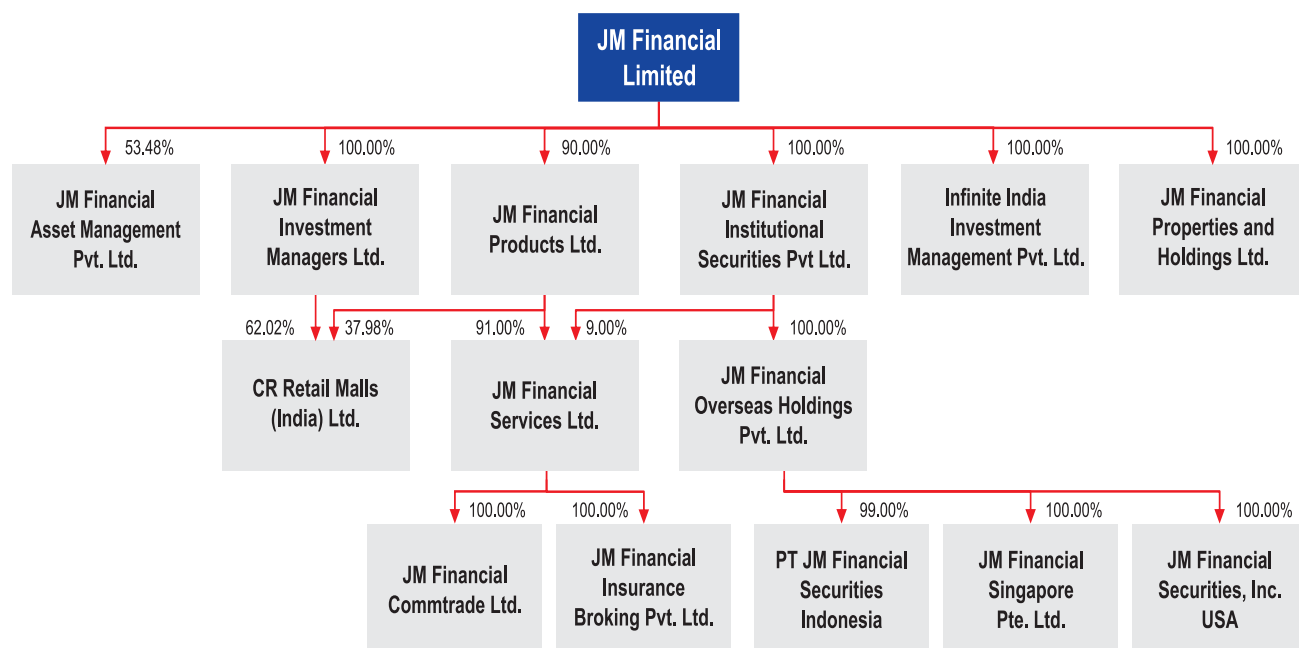 JM Financial
Limited
53.48%
100.00%
90.00%
100.00%
100.00%
100.00%
JM Financial
Asset Management
Pvt. Ltd.
JM Financial
Investment
Managers Ltd.
JM Financial
Products Ltd.
JM Financial
Institutional
Securities Pvt Ltd.
Infinite India
Investment
Management Pvt. Ltd.
JM Financial
Properties and
Holdings Ltd.
62.02%
37.98%
91.00%
9.00%
100.00%
CR Retail Malls
(India) Ltd.
JM Financial
Services Ltd.
JM Financial
Overseas Holdings
Pvt. Ltd.
100.00%
100.00%
99.00%
100.00%
100.00%
JM Financial
Commtrade Ltd.
JM Financial
Insurance
Broking Pvt. Ltd.
PT JM Financial
Securities
Indonesia
JM Financial
Singapore
Pte. Ltd.
JM Financial
Securities, Inc.
USA